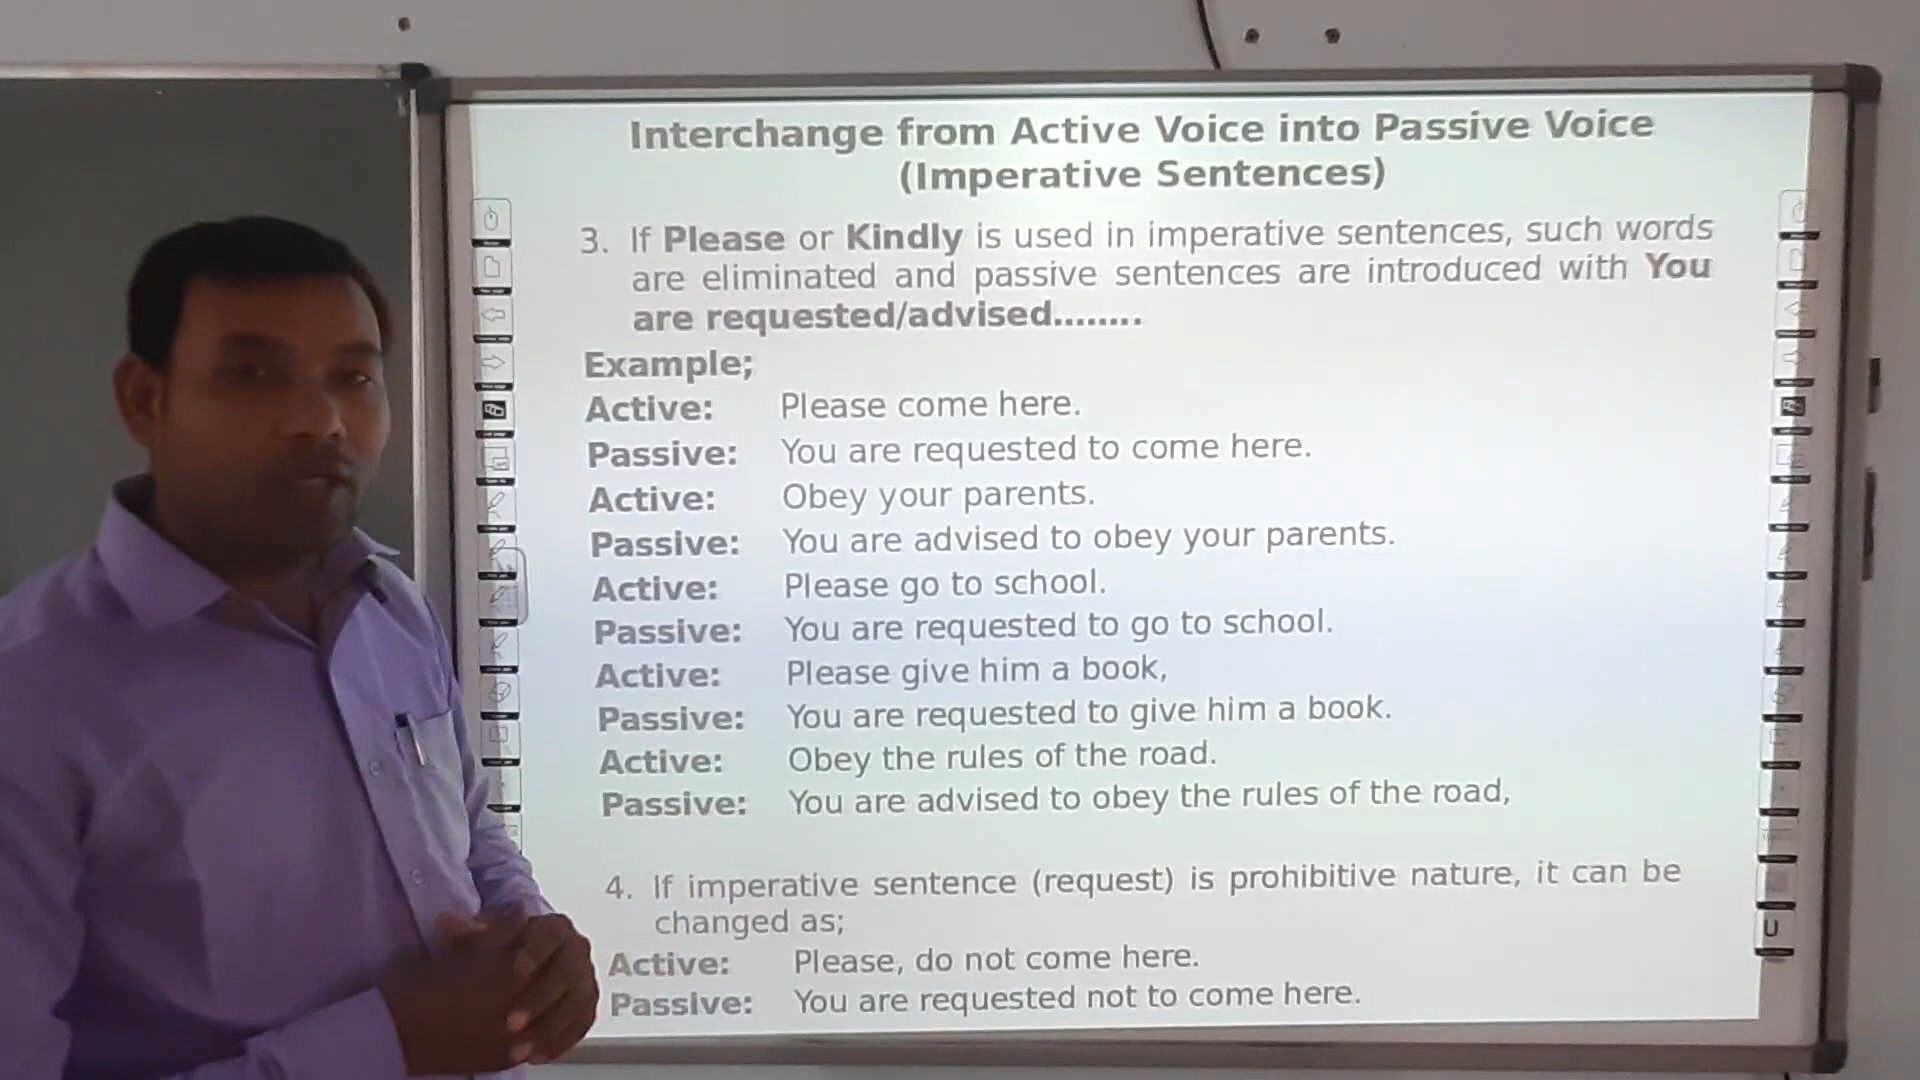 Interchange from Active Voice into Passive Voice
(Imperative Sentences)
3. If Please or Kindly is used in imperative sentences, such words
are eliminated and passive sentences are introduced with You
are requested/advised........
Example;
Active: Please come here.
Passive: You are requested to come here.
Active: Obey your parents.
Passive: You are advised to obey your parents.
Active: Please go to school.
Passive: You are requested to go to school.
Active: Please give him a book,
Passive: You are requested to give him a book.
Active: Obey the rules of the road.
Passive: You are advised to obey the rules of the road,
4. If imperative sentence (request) is prohibitive nature, it can be
changed as;
Active: Please, do not come here.
Passive: You are requested not to come here.